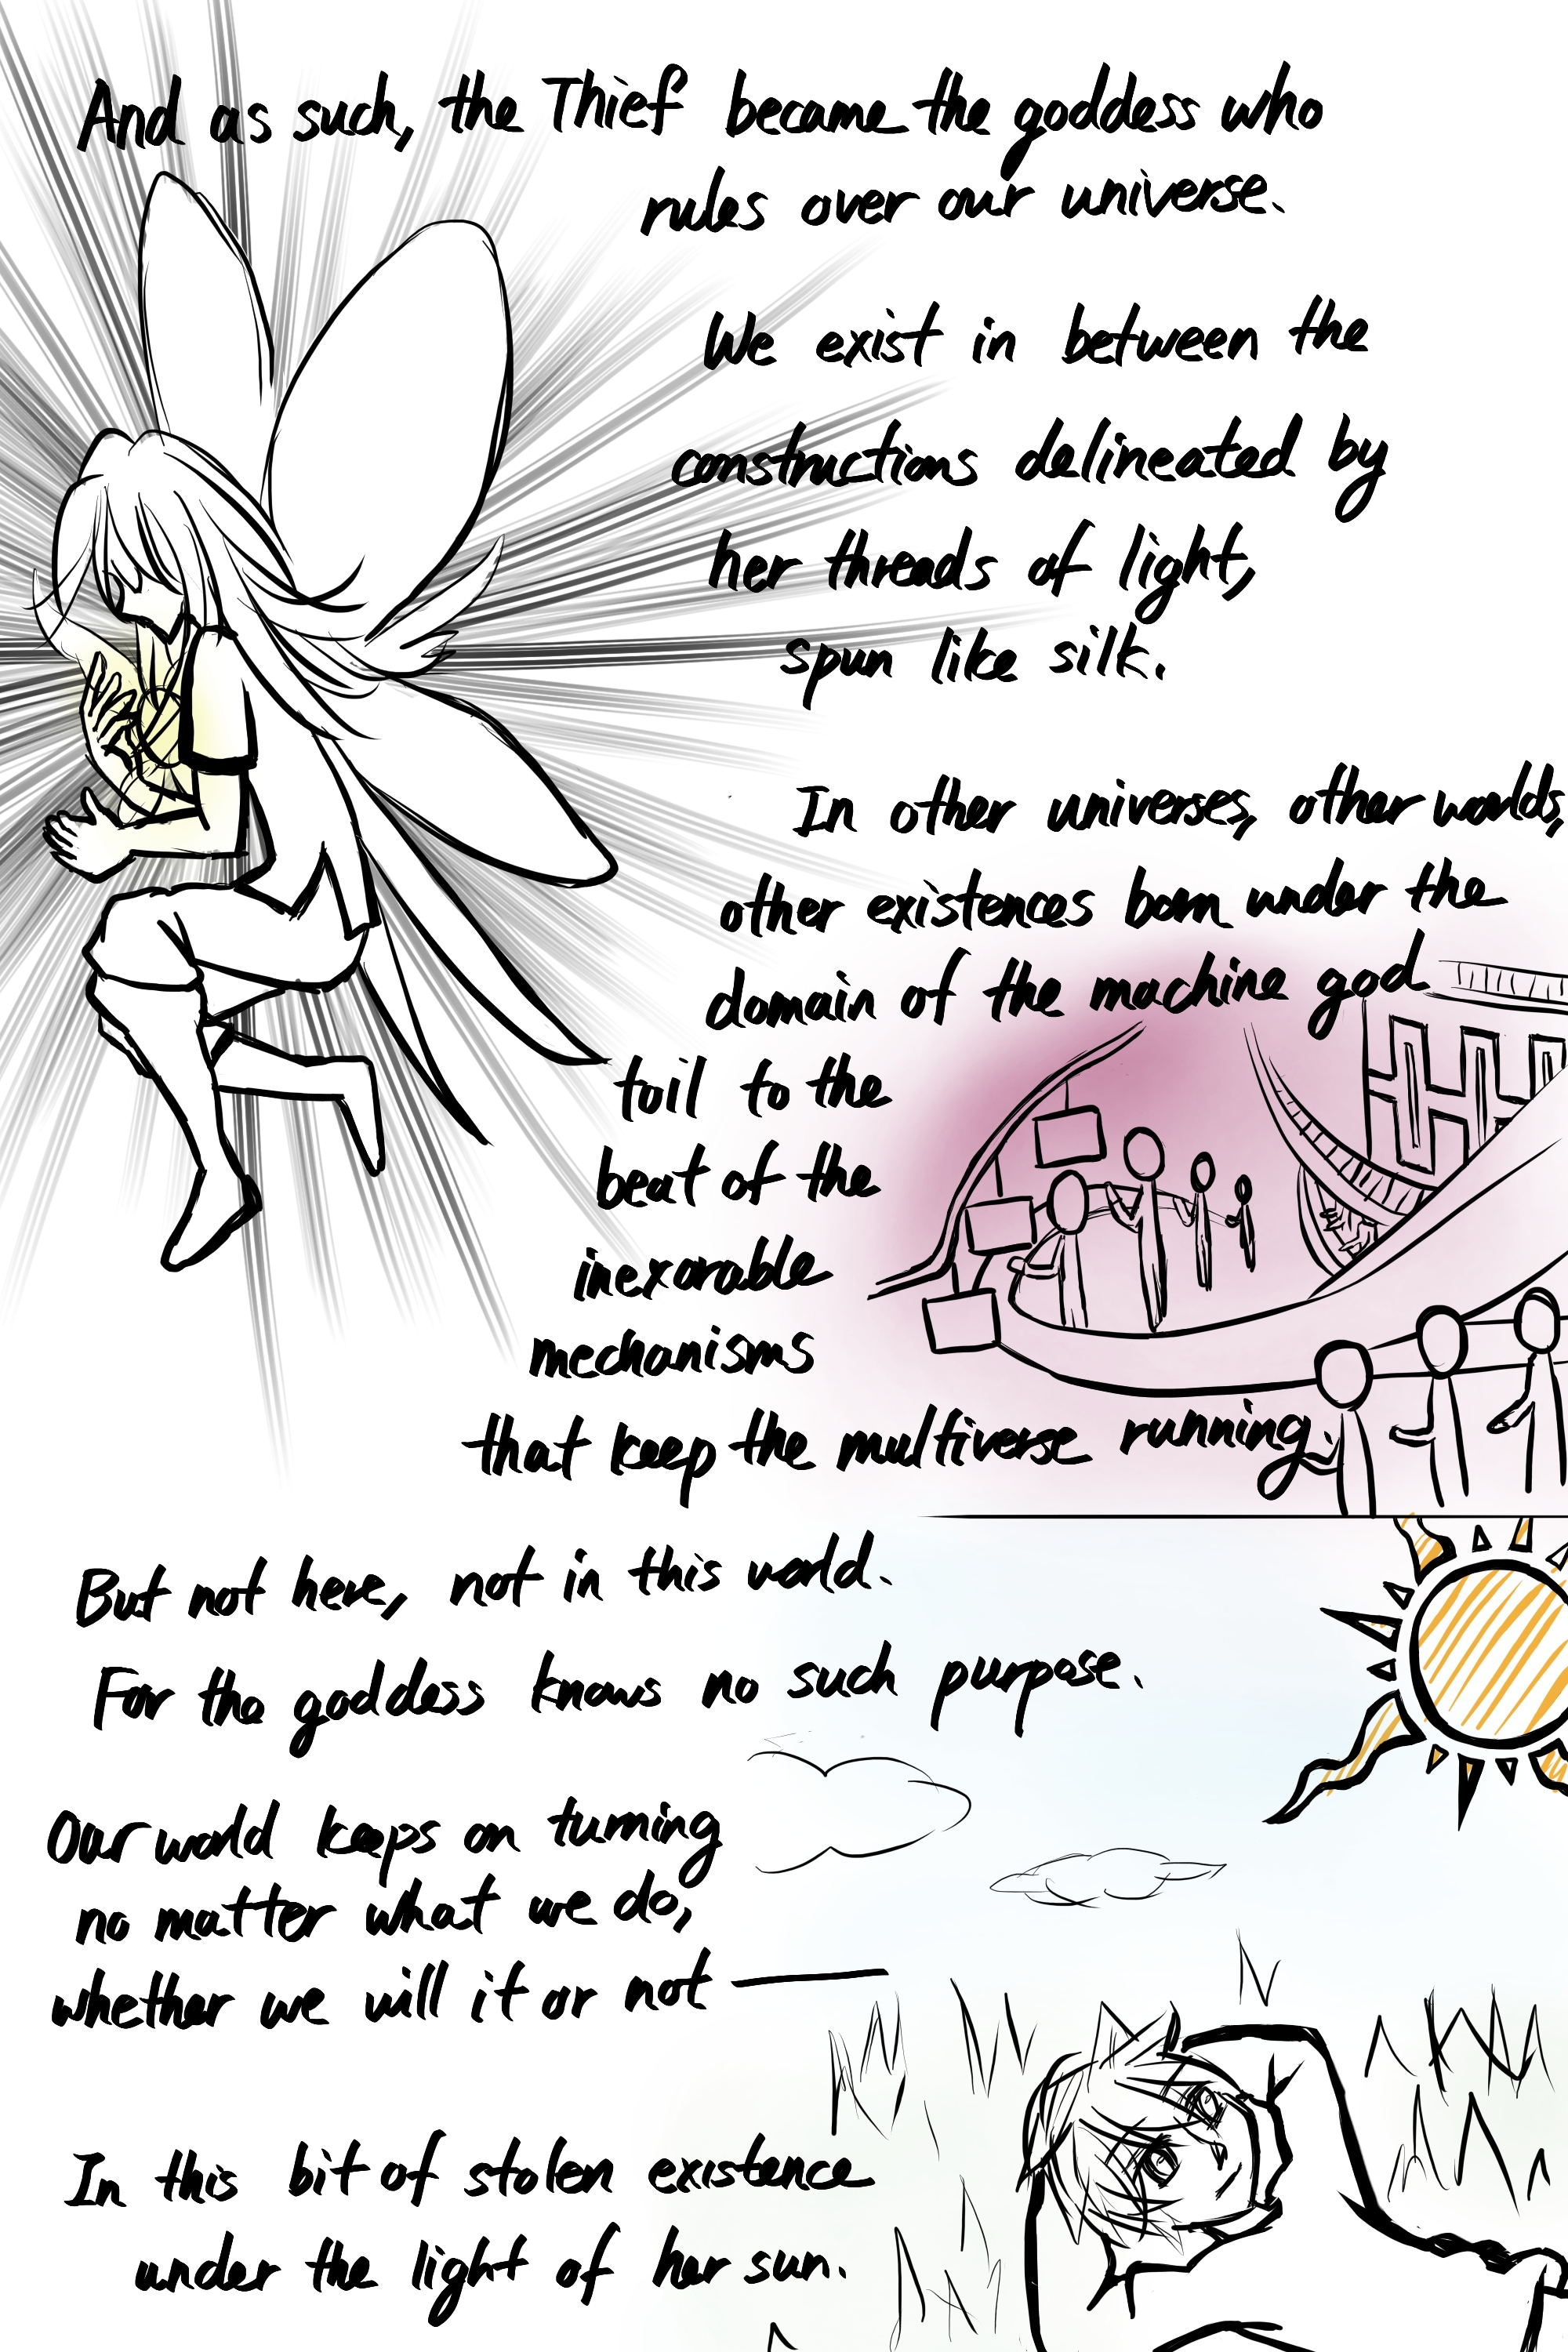 And as such, the Thief became the goddess who
rules over our universe.
We exist in between the
constructions delineated by
her threads of light,
spun like silk.
In other universes, other worlds,
other existences born under the
domain of the machine god
toil to the
beat of the
inexorable
mechanisms
that keep the multiverse running.
But not here, not in this world.
For the goddess knows no such purpose.
Our world keeps on turning
no matter what we do,
whether we will it or not —
In this bit of stolen existence
under the light of her sun.